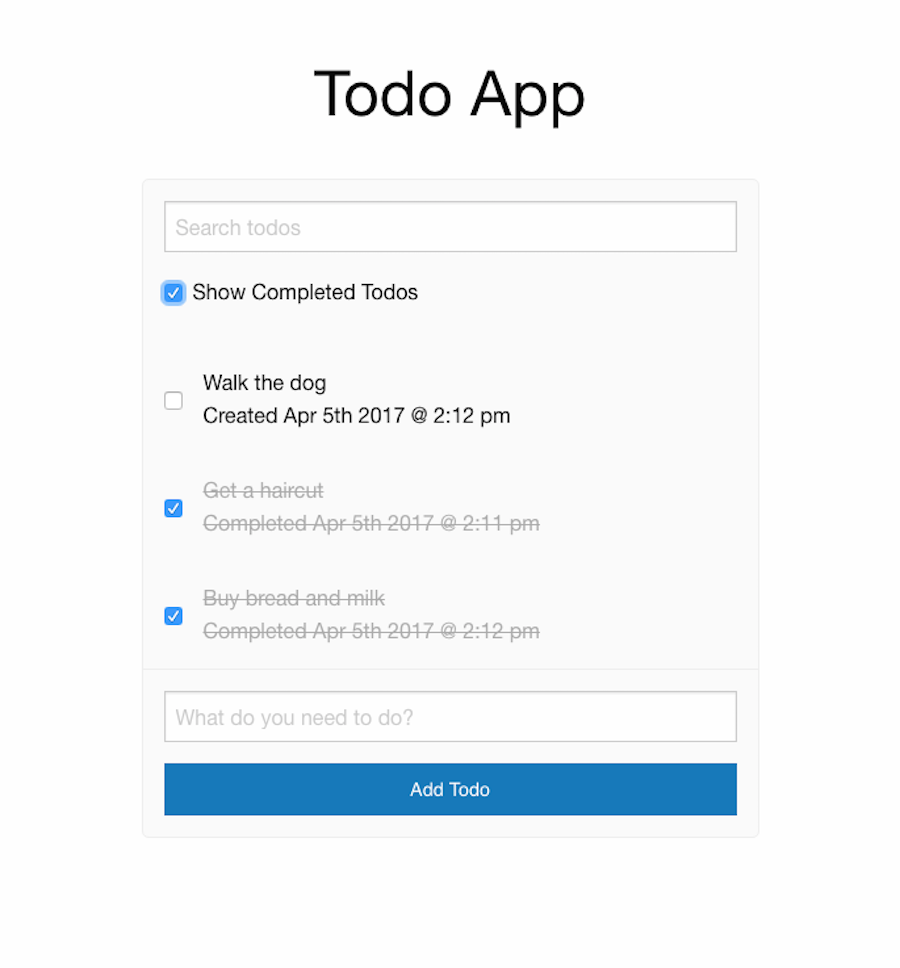 Todo App
Search todos
Show Completed Todos
Walk the dog
Created Apr 5th 2017 @ 2:12 pm
Get a haircut
Completed Apr 5th 2017 @ 2:11 pm
Buy bread and milk
Completed Apr 5th 2017 @ 2:12 pm
What do you need to do?
Add Todo